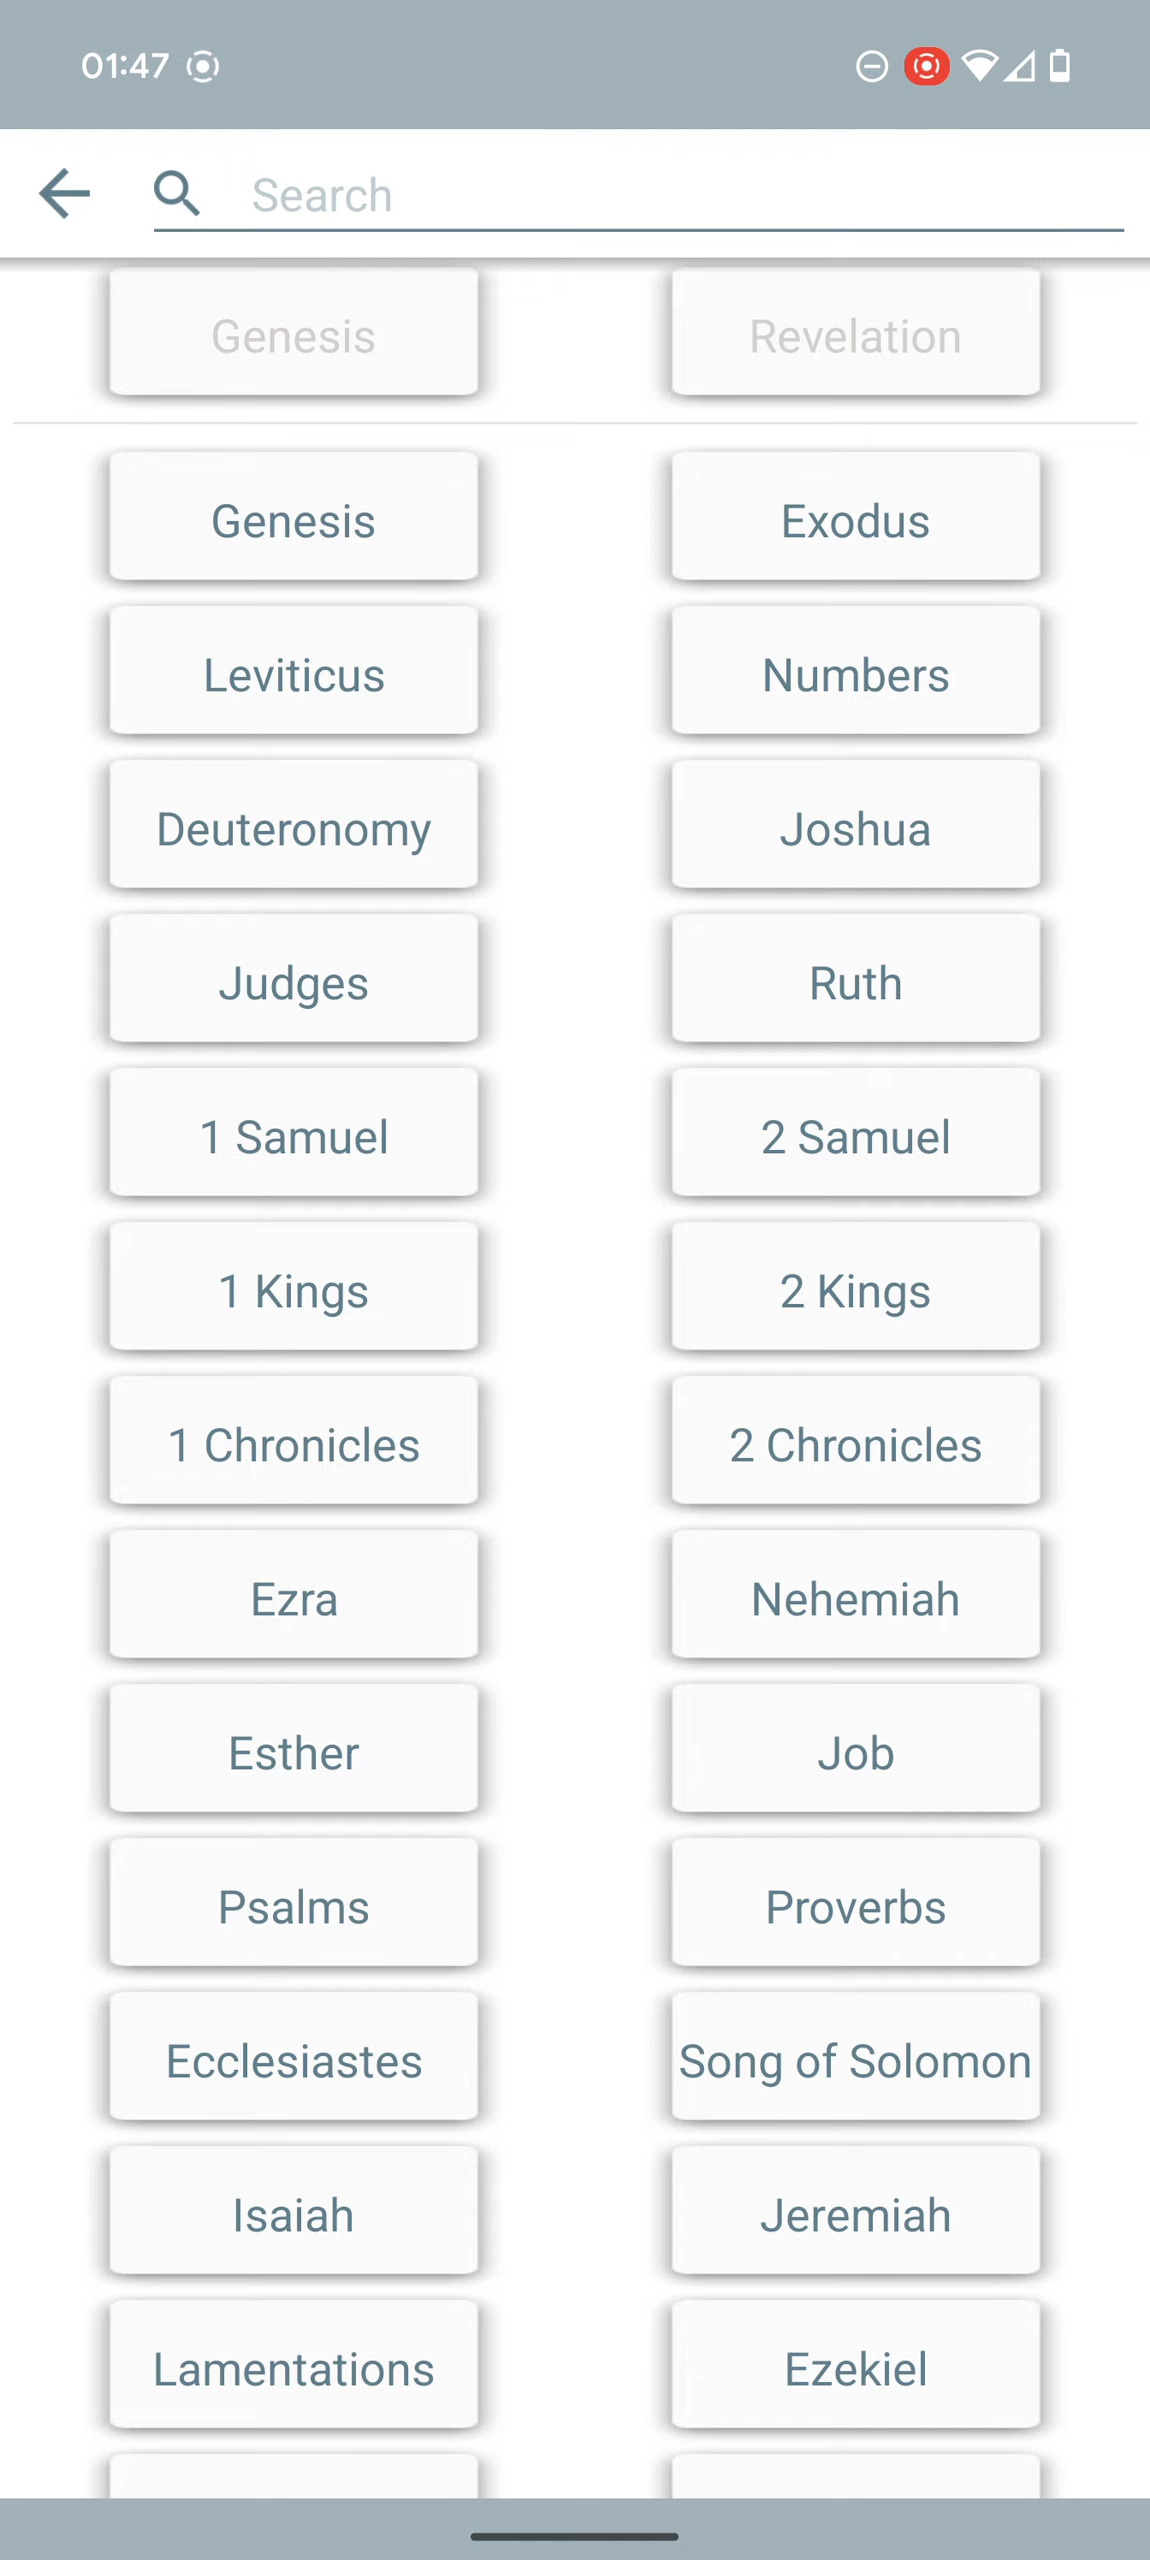 01:47
Search
Genesis Revelation
Genesis Exodus
Leviticus Numbers
Deuteronomy Joshua
Judges Ruth
1 Samuel 2 Samuel
1 Kings 2 Kings
1 Chronicles 2 Chronicles
Ezra Nehemiah
Esther Job
Psalms Proverbs
Ecclesiastes Song of Solomon
Isaiah Jeremiah
Lamentations Ezekiel